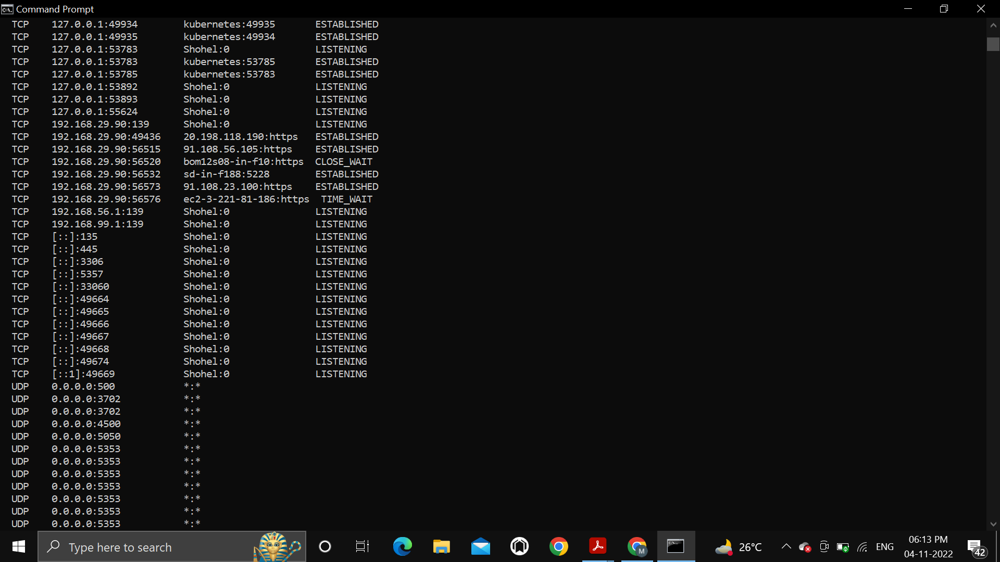 Command Prompt
TCP 127.0.0.1:49934 kubernetes:49935 ESTABLISHED
TCP 127.0.0.1:49935 kubernetes:49934 ESTABLISHED
TCP 127.0.0.1:53783 Shohel:0 LISTENING
TCP 127.0.0.1:53783 kubernetes:53785 ESTABLISHED
TCP 127.0.0.1:53785 kubernetes:53783 ESTABLISHED
TCP 127.0.0.1:53892 Shohel:0 LISTENING
TCP 127.0.0.1:53893 Shohel:0 LISTENING
TCP 127.0.0.1:55624 Shohel:0 LISTENING
TCP 192.168.29.90:139 Shohel:0 LISTENING
TCP 192.168.29.90:49436 20.198.118.190:https ESTABLISHED
TCP 192.168.29.90:56515 91.108.56.105:https ESTABLISHED
TCP 192.168.29.90:56520 bom12s08-in-f10:https CLOSE_WAIT
TCP 192.168.29.90:56532 sd-in-f188:5228 ESTABLISHED
TCP 192.168.29.90:56573 91.108.23.100:https ESTABLISHED
TCP 192.168.29.90:56576 ec2-3-221-81-186:https TIME_WAIT
TCP 192.168.56.1:139 Shohel:0 LISTENING
TCP 192.168.99.1:139 Shohel:0 LISTENING
TCP [::]:135 Shohel:0 LISTENING
TCP [::]:445 Shohel:0 LISTENING
TCP [::]:3306 Shohel:0 LISTENING
TCP [::]:5357 Shohel:0 LISTENING
TCP [::]:33060 Shohel:0 LISTENING
TCP [::]:49664 Shohel:0 LISTENING
TCP [::]:49665 Shohel:0 LISTENING
TCP [::]:49666 Shohel:0 LISTENING
TCP [::]:49667 Shohel:0 LISTENING
TCP [::]:49668 Shohel:0 LISTENING
TCP [::]:49674 Shohel:0 LISTENING
TCP [::1]:49669 Shohel:0 LISTENING
UDP 0.0.0.0:500 *:*
UDP 0.0.0.0:3702 *:*
UDP 0.0.0.0:3702 *:*
UDP 0.0.0.0:4500 *:*
UDP 0.0.0.0:5050 *:*
UDP 0.0.0.0:5353 *:*
UDP 0.0.0.0:5353 *:*
UDP 0.0.0.0:5353 *:*
UDP 0.0.0.0:5353 *:*
UDP 0.0.0.0:5353 *:*
UDP 0.0.0.0:5353 *:*
UDP 0.0.0.0:5353 *:*
Type here to search
M
26°C
ENG
06:13 PM
04-11-2022
42